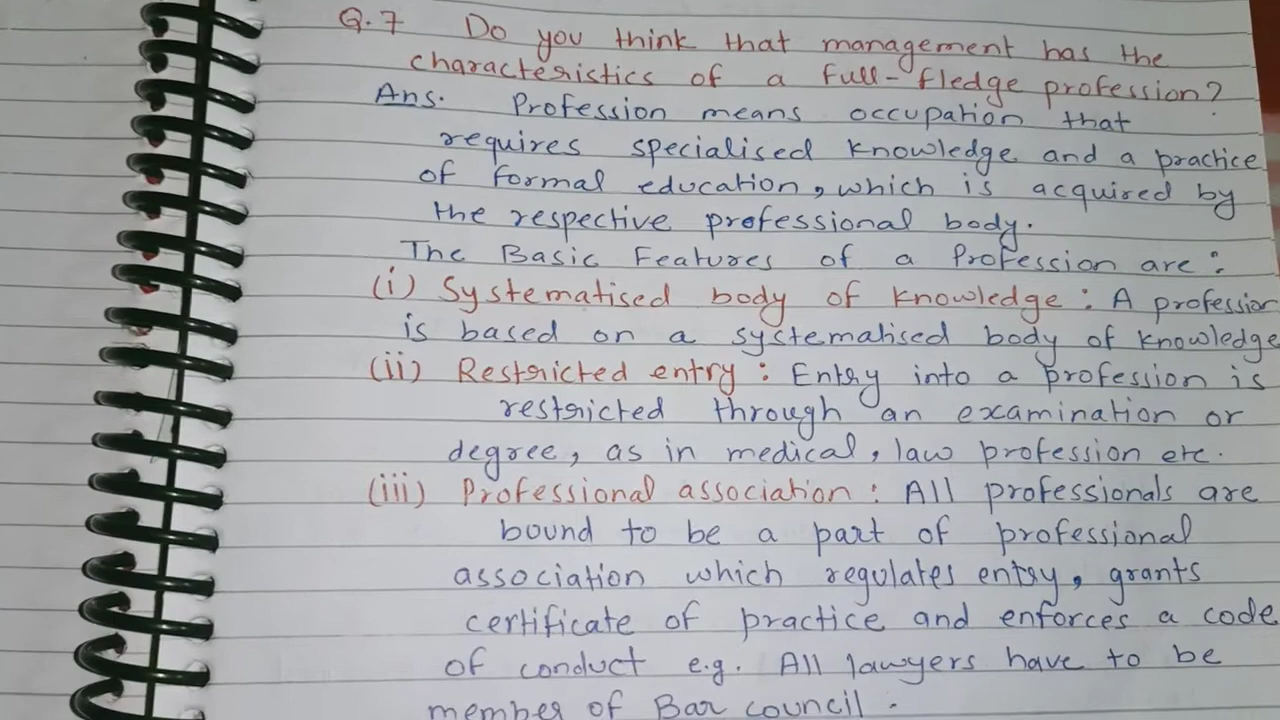 Q.7 Do you think that management has the
characteristics of a full-fledge profession?
Ans. Profession means occupation that
requires specialised knowledge and a practice
of formal education, which is acquired by
the respective professional body.
The Basic Features of a Profession are:
(i) Systematised body of knowledge: A profession
is based on a systematised body of knowledge
(ii) Restricted entry: Entry into a profession is
restricted through an examination or
degree, as in medical, law profession etc.
(iii) Professional association: All professionals are
bound to be a part of professional
association which regulates entry, grants
certificate of practice and enforces a code
of conduct e.g. All lawyers have to be
member of Bar council.